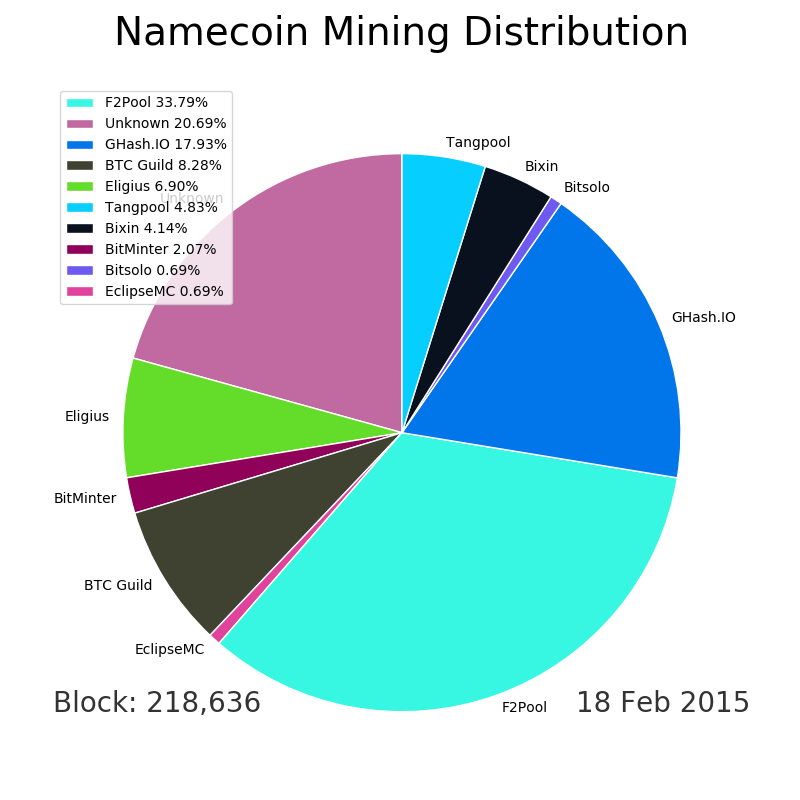 Namecoin Mining Distribution
F2Pool 33.79%
Unknown 20.69%
GHash.IO 17.93%
BTC Guild 8.28%
Eligius 6.90%
Tangpool 4.83%
Bixin 4.14%
BitMinter 2.07%
Bitsolo 0.69%
EclipseMC 0.69%
Tangpool
Bixin
Bitsolo
Unknown
GHash.IO
Eligius
BitMinter
BTC Guild
EclipseMC
F2Pool
Block: 218,636
18 Feb 2015